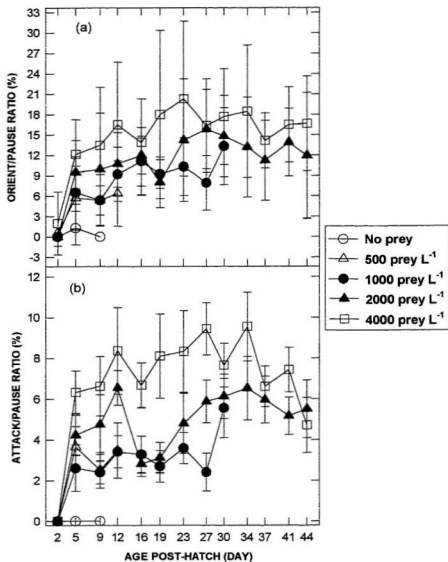 (a)
ORIENT/PAUSE RATIO (%)
33
30
27
24
21
18
15
12
9
6
3
0
-3
No prey
500 prey L-1
1000 prey L-1
2000 prey L-1
4000 prey L-1
(b)
ATTACK/PAUSE RATIO (%)
12
10
8
6
4
2
0
2 5 9 12 16 19 23 27 30 34 37 41 44
AGE POST-HATCH (DAY)